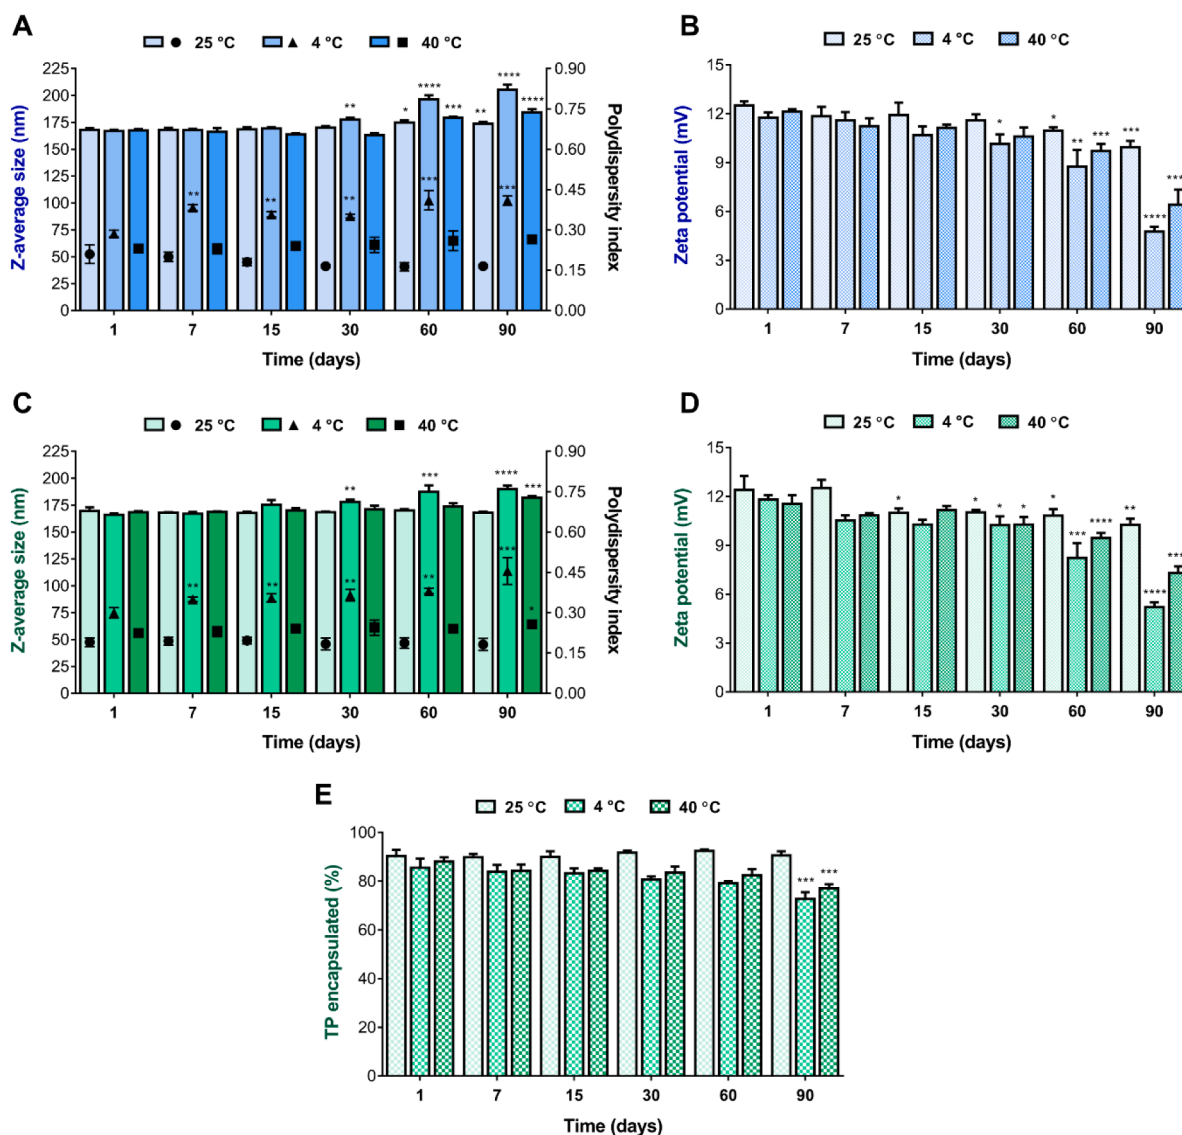 A
25 °C 4 °C 40 °C
Z-average size (nm)
225
200
175
150
125
100
75
50
25
0
0.90
0.75
0.60
0.45
0.30
0.15
0.00
Polydispersity index
** ** ** * **** *** ** **** ****
** ** *** ***
1 7 15 30 60 90
Time (days)
B
25 °C 4 °C 40 °C
Zeta potential (mV)
15
12
9
6
3
0
* * ** *** *** **** ***
1 7 15 30 60 90
Time (days)
C
25 °C 4 °C 40 °C
Z-average size (nm)
225
200
175
150
125
100
75
50
25
0
0.90
0.75
0.60
0.45
0.30
0.15
0.00
Polydispersity index
** *** **** ***
** ** ** ** *** *
1 7 15 30 60 90
Time (days)
D
25 °C 4 °C 40 °C
Zeta potential (mV)
15
12
9
6
3
0
* * * * * *** **** ** **** ***
1 7 15 30 60 90
Time (days)
E
25 °C 4 °C 40 °C
TP encapsulated (%)
100
80
60
40
20
0
*** ***
1 7 15 30 60 90
Time (days)